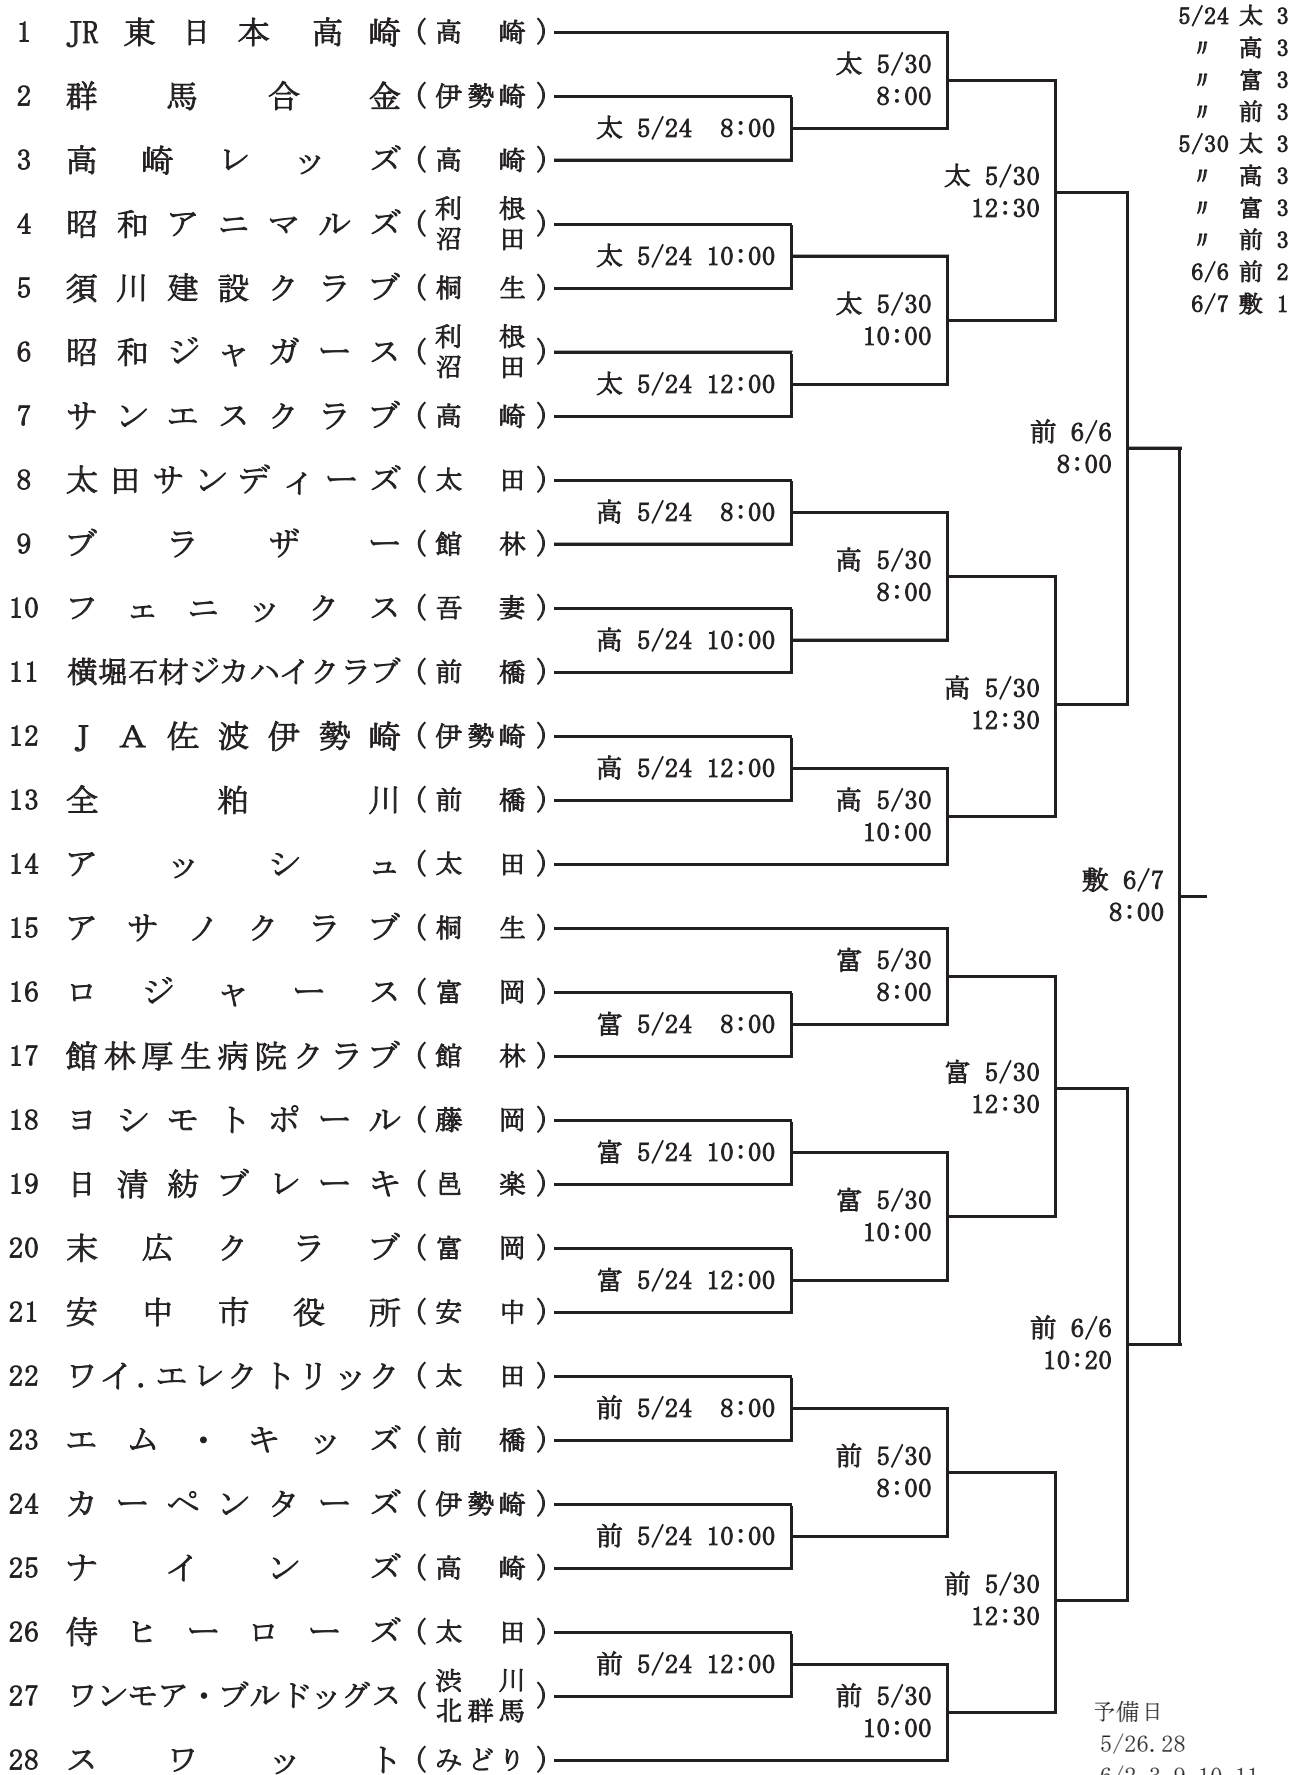 1 JR東日本高崎(高崎)
2 群馬合金(伊勢崎)
3 高崎レッズ(高崎)
4 昭和アニマルズ(利根沼田)
5 須川建設クラブ(桐生)
6 昭和ジャガース(利根沼田)
7 サンエスクラブ(高崎)
8 太田サンディーズ(太田)
9 ブラザー(館林)
10 フェニックス(吾妻)
11 横堀石材ジカハイクラブ(前橋)
12 JA佐波伊勢崎(伊勢崎)
13 全粕川(前橋)
14 アッシュ(太田)
15 アサノクラブ(桐生)
16 ロジャース(富岡)
17 館林厚生病院クラブ(館林)
18 ヨシモトポール(藤岡)
19 日清紡ブレーキ(邑楽)
20 末広クラブ(富岡)
21 安中市役所(安中)
22 ワイ.エレクトリック(太田)
23 エム・キッズ(前橋)
24 カーペンターズ(伊勢崎)
25 ナインズ(高崎)
26 侍ヒーローズ(太田)
27 ワンモア・ブルドッグス(渋川北群馬)
28 スワット(みどり)
太 5/24 8:00
太 5/24 10:00
太 5/24 12:00
高 5/24 8:00
高 5/24 10:00
高 5/24 12:00
富 5/24 8:00
富 5/24 10:00
富 5/24 12:00
前 5/24 8:00
前 5/24 10:00
前 5/24 12:00
太 5/30
8:00
太 5/30
10:00
高 5/30
8:00
高 5/30
10:00
富 5/30
8:00
富 5/30
10:00
前 5/30
8:00
前 5/30
10:00
太 5/30
12:30
高 5/30
12:30
富 5/30
12:30
前 5/30
12:30
前 6/6
8:00
前 6/6
10:20
敷 6/7
8:00
5/24 太 3
〃 高 3
〃 富 3
〃 前 3
5/30 太 3
〃 高 3
〃 富 3
〃 前 3
6/6 前 2
6/7 敷 1
予備日
5/26.28
6/2.3.9.10.11